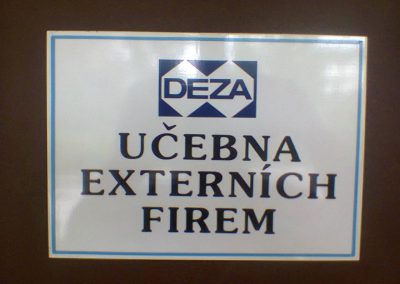 DEZA
UČEBNA
EXTERNÍCH
FIREM